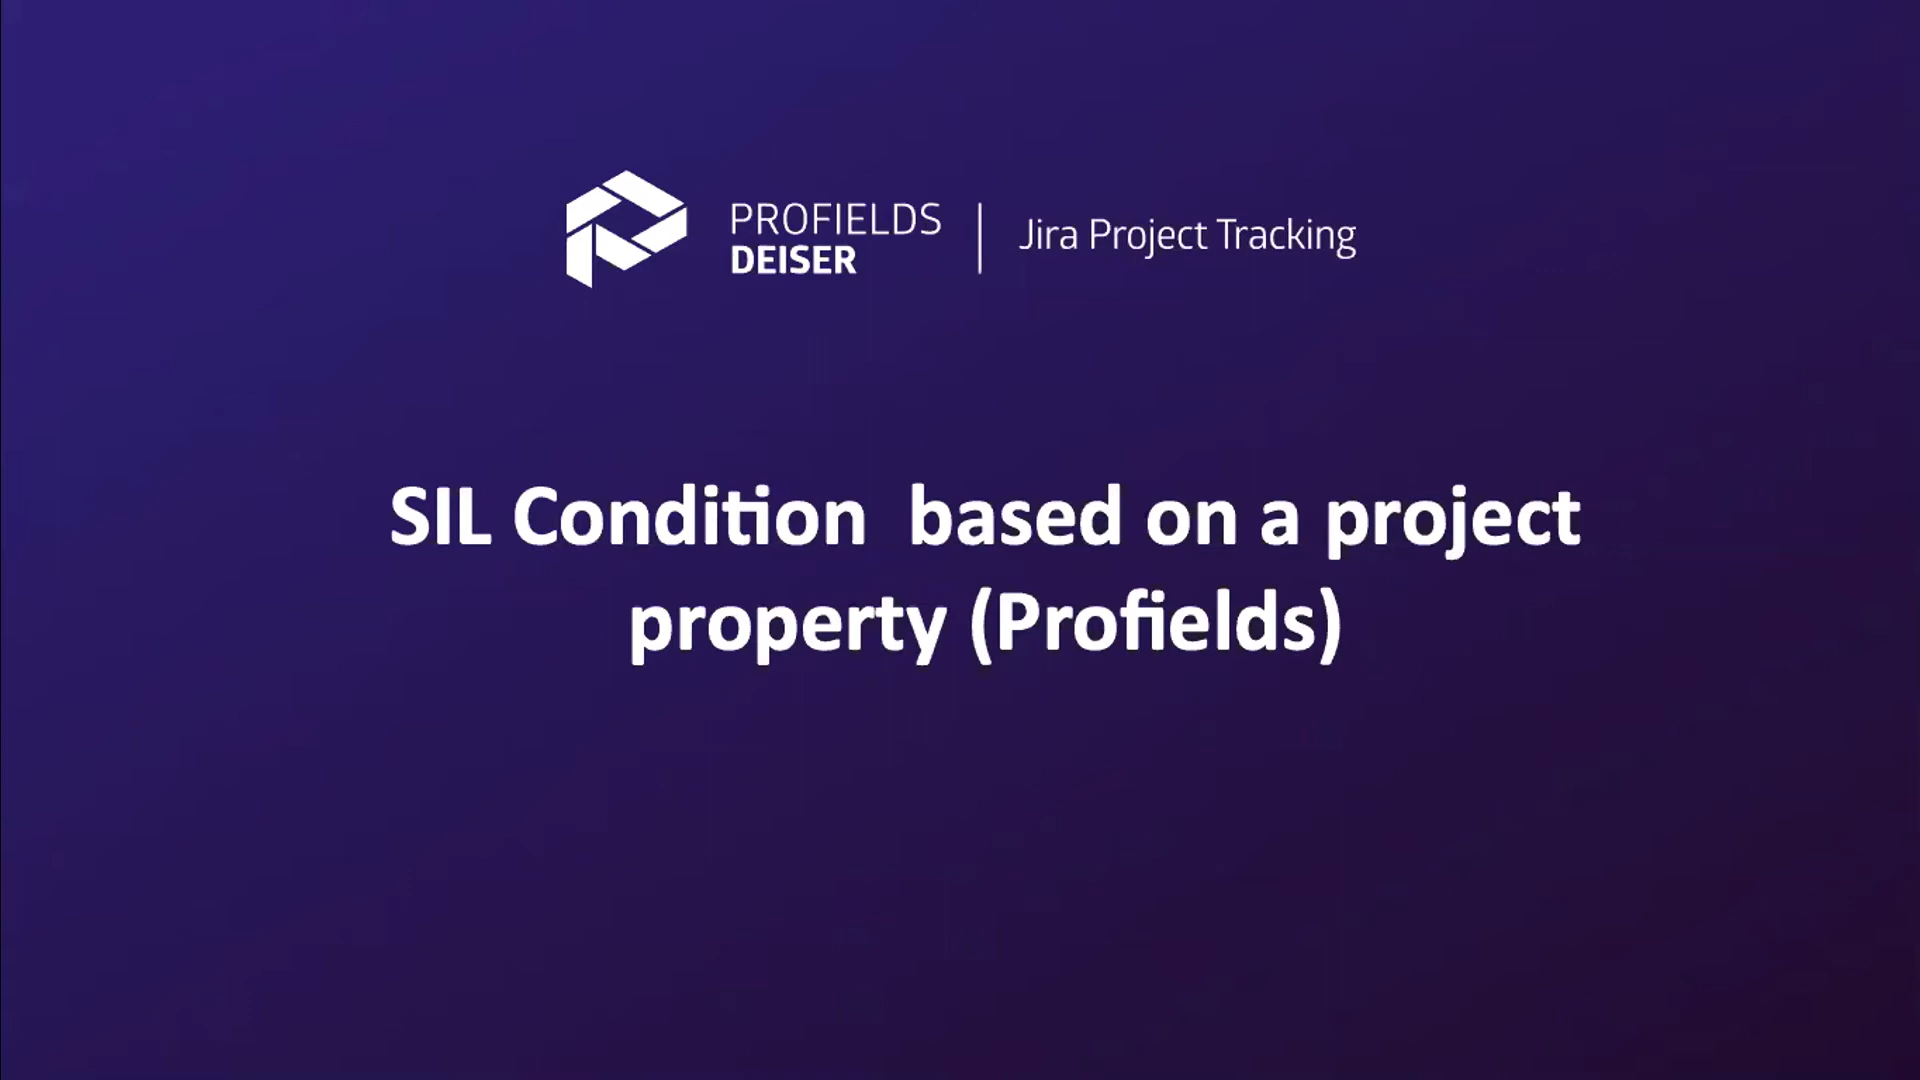 PROFIELDS
DEISER
Jira Project Tracking
SIL Condition  based on a project
property (Profields)